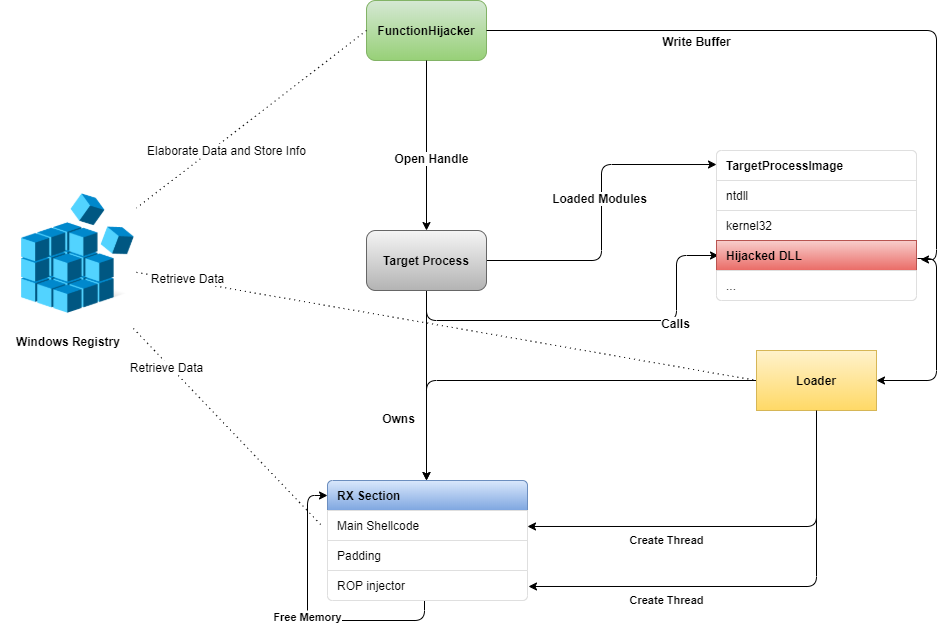 FunctionHijacker
Write Buffer
Elaborate Data and Store Info
Open Handle
TargetProcessImage
Loaded Modules
ntdll
kernel32
Target Process
Hijacked DLL
Retrieve Data
...
Calls
Windows Registry
Retrieve Data
Loader
Owns
RX Section
Main Shellcode
Create Thread
Padding
ROP injector
Create Thread
Free Memory